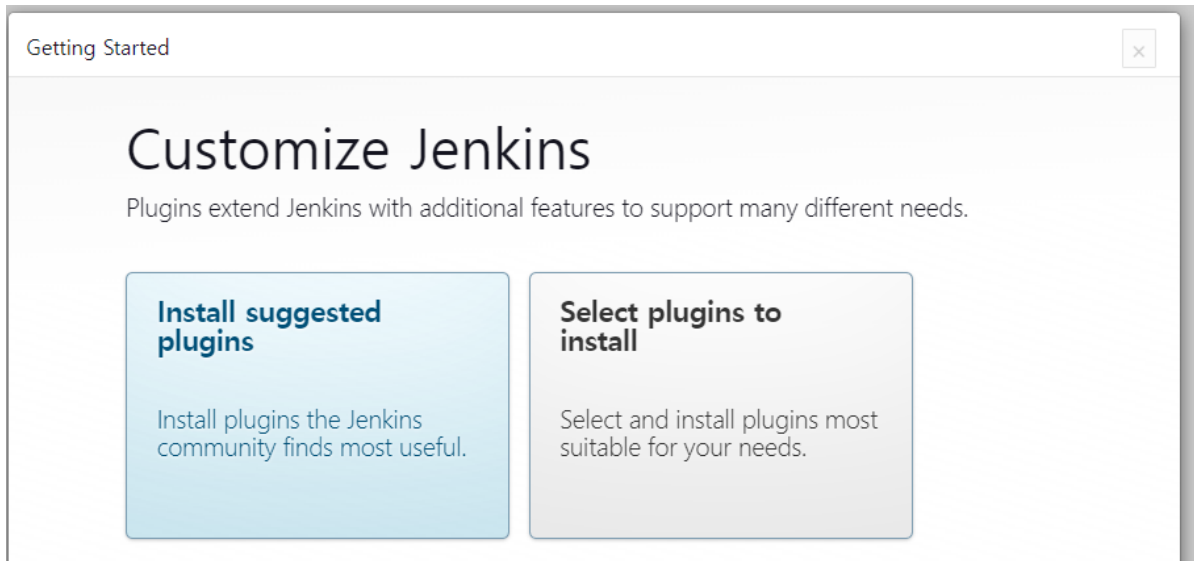 Getting Started
×
Customize Jenkins
Plugins extend Jenkins with additional features to support many different needs.
Install suggested
plugins
Install plugins the Jenkins
community finds most useful.
Select plugins to
install
Select and install plugins most
suitable for your needs.